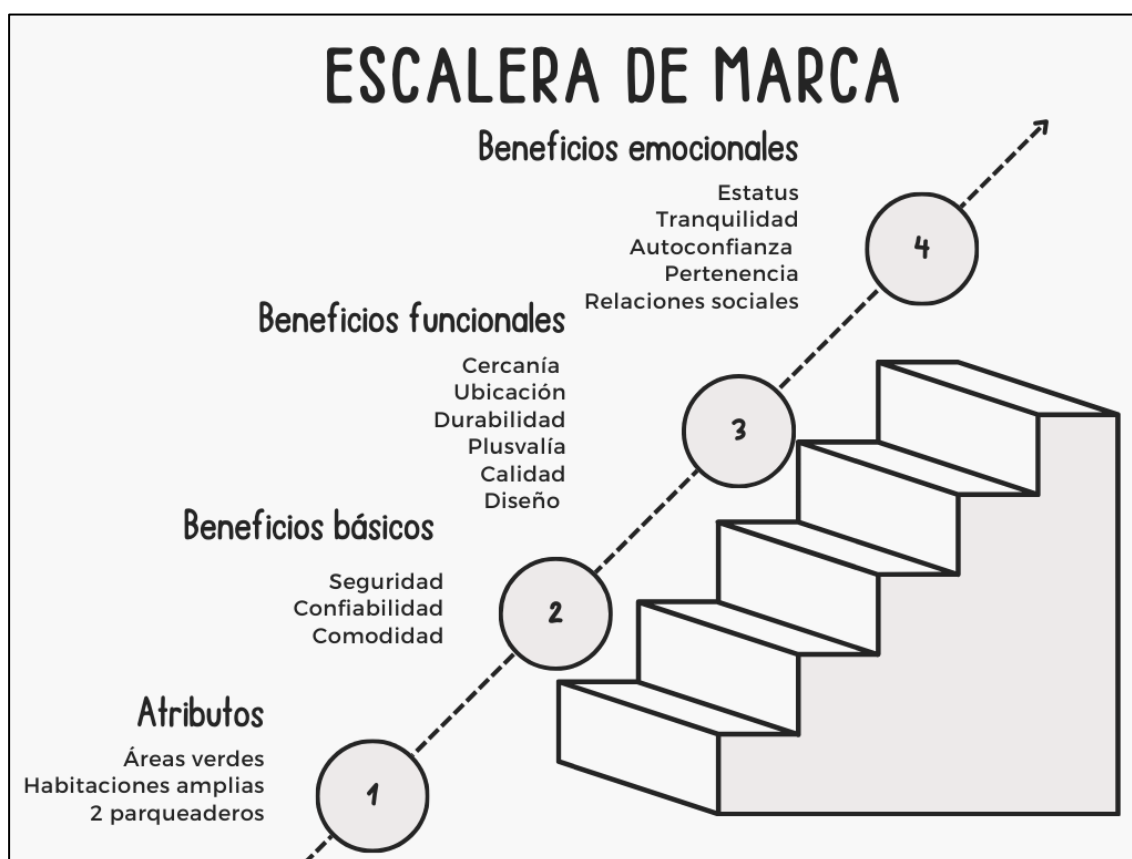 ESCALERA DE MARCA
Beneficios emocionales
Estatus
Tranquilidad
Autoconfianza
Pertenencia
Relaciones sociales
4
Beneficios funcionales
Cercanía
Ubicación
Durabilidad
Plusvalía
Calidad
Diseño
3
Beneficios básicos
Seguridad
Confiabilidad
Comodidad
2
Atributos
Áreas verdes
Habitaciones amplias
2 parqueaderos
1